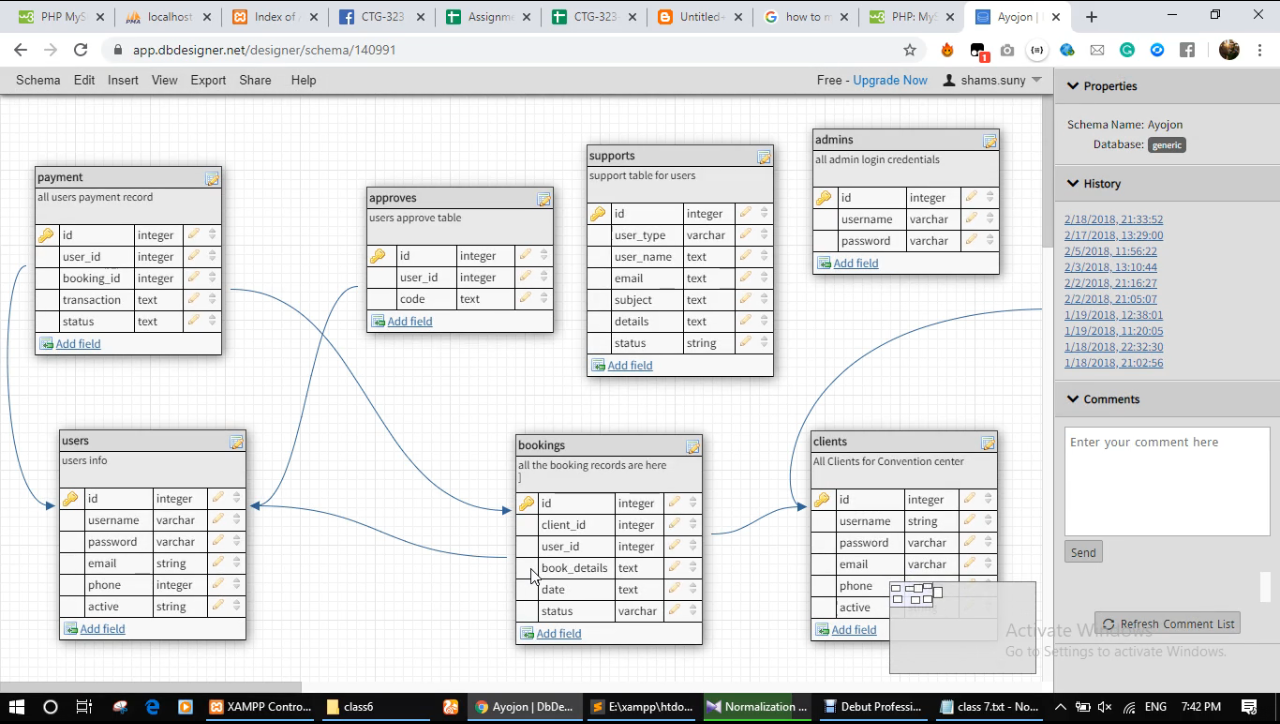 PHP MyS
localhost
Index of /
CTG-323
Assignm
CTG-323-
Untitled+
how to m
PHP: MyS
Ayojon |
app.dbdesigner.net/designer/schema/140991
1
Schema Edit Insert View Export Share Help
Free - Upgrade Now
shams.suny
payment
all users payment record
id integer
user_id integer
booking_id integer
transaction text
status text
Add field
approves
users approve table
id integer
user_id integer
code text
Add field
supports
support table for users
id integer
user_type varchar
user_name text
email text
subject text
details text
status string
Add field
admins
all admin login credentials
id integer
username varchar
password varchar
Add field
users
users info
id integer
username varchar
password varchar
email string
phone integer
active string
Add field
bookings
all the booking records are here
]
id integer
client_id integer
user_id integer
book_details text
date text
status varchar
Add field
clients
All Clients for Convention center
id integer
username string
password varchar
email varchar
phone
active
Add field
Properties
Schema Name: Ayojon
Database: generic
History
2/18/2018, 21:33:52
2/17/2018, 13:29:00
2/5/2018, 11:56:22
2/3/2018, 13:10:44
2/2/2018, 21:16:27
2/2/2018, 21:05:07
1/19/2018, 12:38:01
1/19/2018, 11:20:05
1/18/2018, 22:32:30
1/18/2018, 21:02:56
Comments
Enter your comment here
Send
Refresh Comment List
Activate Windows
Go to Settings to activate Windows.
XAMPP Contro...
class6
Ayojon | DbDe...
E:\xampp\htdo...
Normalization ...
Debut Professi...
class 7.txt - No...
ENG
7:42 PM